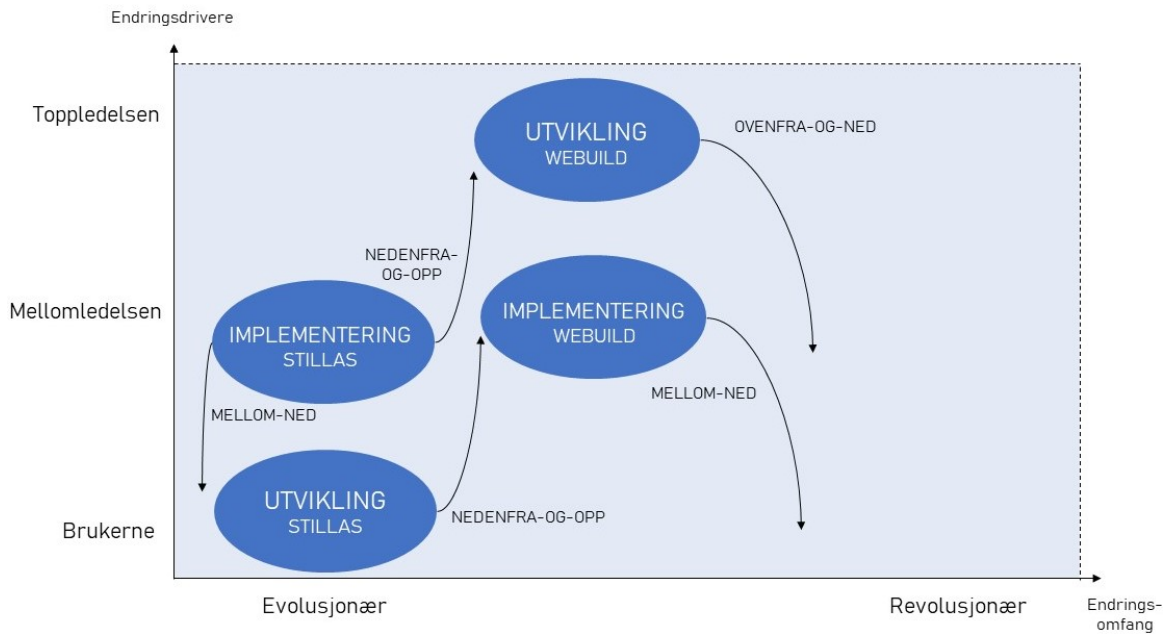 Endringsdrivere
Toppledelsen
UTVIKLING
WEBUILD
OVENFRA-OG-NED
NEDENFRA-
OG-OPP
Mellomledelsen
IMPLEMENTERING
STILLAS
IMPLEMENTERING
WEBUILD
MELLOM-NED
MELLOM-NED
UTVIKLING
STILLAS
NEDENFRA-OG-OPP
Brukerne
Evolusjonær
Revolusjonær
Endrings-
omfang